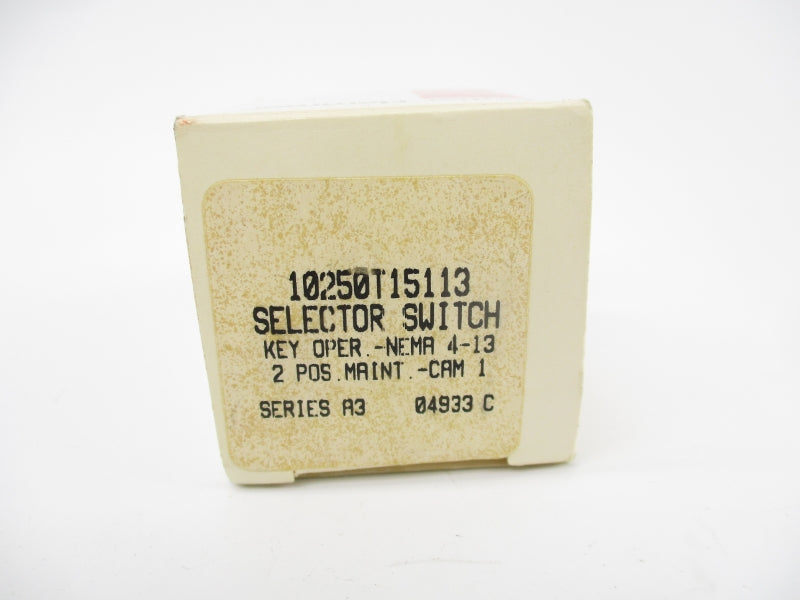 10250T15113
SELECTOR SWITCH
KEY OPER.-NEMA 4-13
2 POS.MAINT.-CAM 1
SERIES A3 04933 C